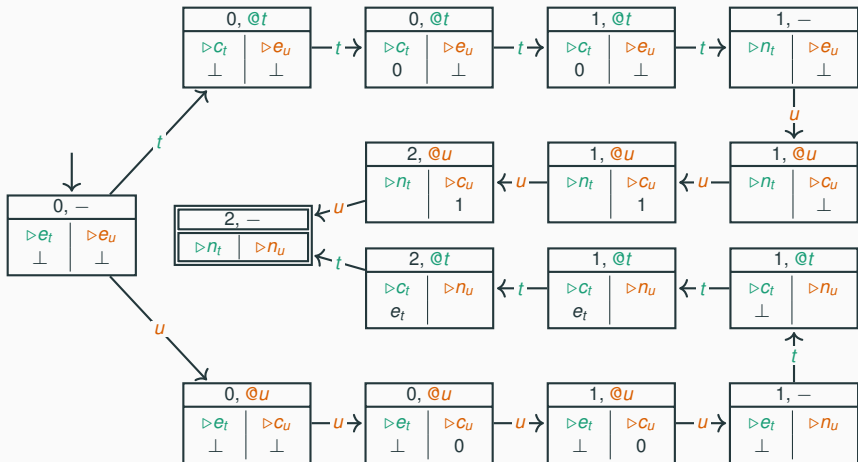 0, @t
▷c_t ▷e_u
⊥ ⊥
t
0, @t
▷c_t ▷e_u
0 ⊥
t
1, @t
▷c_t ▷e_u
0 ⊥
t
1, −
▷n_t ▷e_u
⊥
t
u
0, −
▷e_t ▷e_u
⊥ ⊥
2, −
▷n_t ▷n_u
u
2, @u
▷n_t ▷c_u
1
u
1, @u
▷n_t ▷c_u
1
u
1, @u
▷n_t ▷c_u
⊥
t
2, @t
▷c_t ▷n_u
e_t
t
1, @t
▷c_t ▷n_u
e_t
t
1, @t
▷c_t ▷n_u
⊥
u
t
0, @u
▷e_t ▷c_u
⊥ ⊥
u
0, @u
▷e_t ▷c_u
⊥ 0
u
1, @u
▷e_t ▷c_u
⊥ 0
u
1, −
▷e_t ▷n_u
⊥